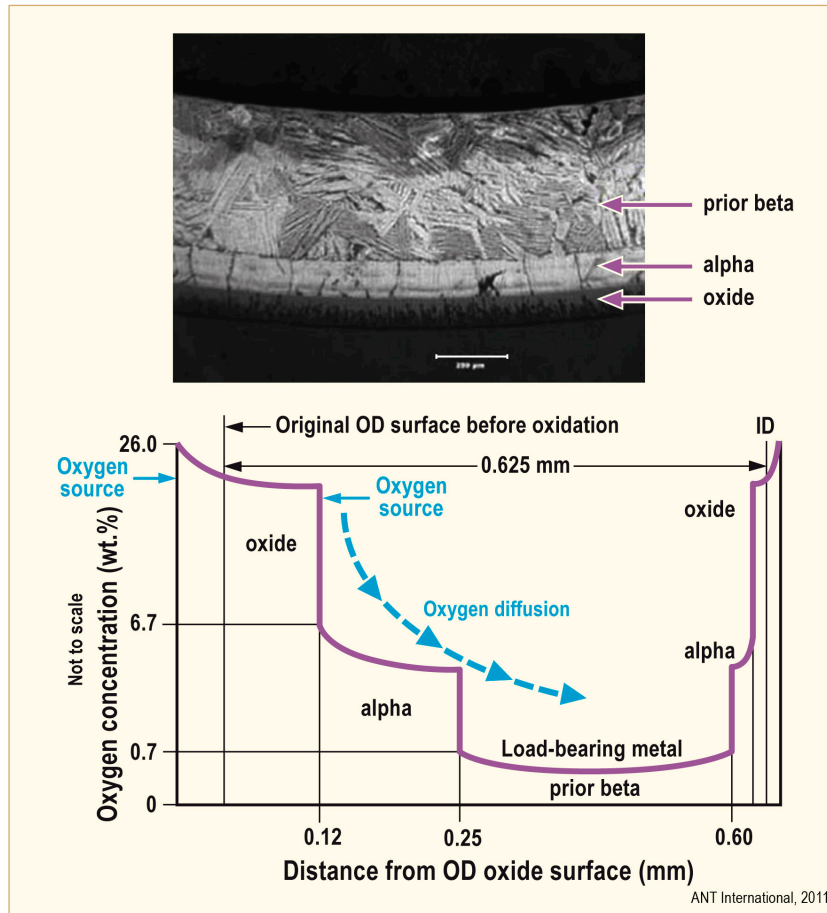 prior beta
alpha
oxide
200 µm
Original OD surface before oxidation
ID
26.0
0.625 mm
Oxygen
source
Oxygen
source
oxide
oxide
Oxygen concentration (wt.%)
Not to scale
Oxygen diffusion
6.7
alpha
alpha
Load-bearing metal
0.7
prior beta
0
0.12
0.25
0.60
Distance from OD oxide surface (mm)
ANT International, 2011